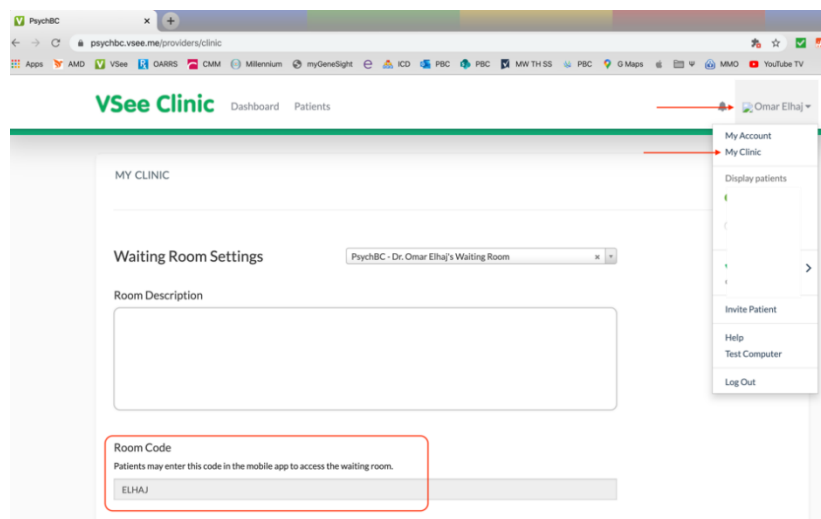 PsychBC
psychbc.vsee.me/providers/clinic
Apps AMD VSee OARRS CMM Millennium myGeneSight ICD PBC PBC MW TH SS PBC G Maps Ψ MMO YouTube TV
VSee Clinic Dashboard Patients Omar Elhaj
My Account
My Clinic
MY CLINIC
Display patients
Waiting Room Settings PsychBC - Dr. Omar Elhaj's Waiting Room
Room Description
Invite Patient
Help
Test Computer
Log Out
Room Code
Patients may enter this code in the mobile app to access the waiting room.
ELHAJ